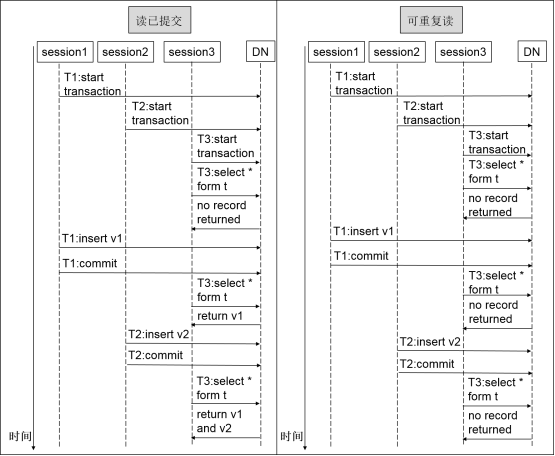 读已提交
session1 session2 session3 DN
T1:start
transaction
T2:start
transaction
T3:start
transaction
T3:select *
form t
no record
returned
T1:insert v1
T1:commit
T3:select *
form t
return v1
T2:insert v2
T2:commit
T3:select *
form t
return v1
and v2
时间
可重复读
session1 session2 session3 DN
T1:start
transaction
T2:start
transaction
T3:start
transaction
T3:select *
form t
no record
returned
T1:insert v1
T1:commit
T3:select *
form t
no record
returned
T2:insert v2
T2:commit
T3:select *
form t
no record
returned
时间